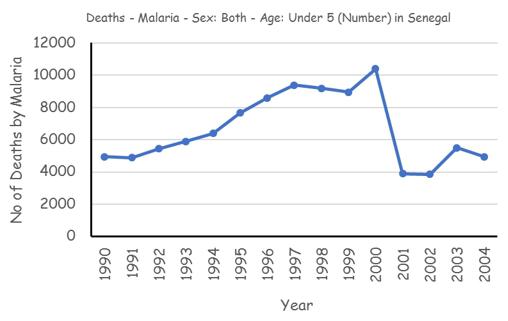 Deaths - Malaria - Sex: Both - Age: Under 5 (Number) in Senegal
No of Deaths by Malaria
12000
10000
8000
6000
4000
2000
0
1990 1991 1992 1993 1994 1995 1996 1997 1998 1999 2000 2001 2002 2003 2004
Year